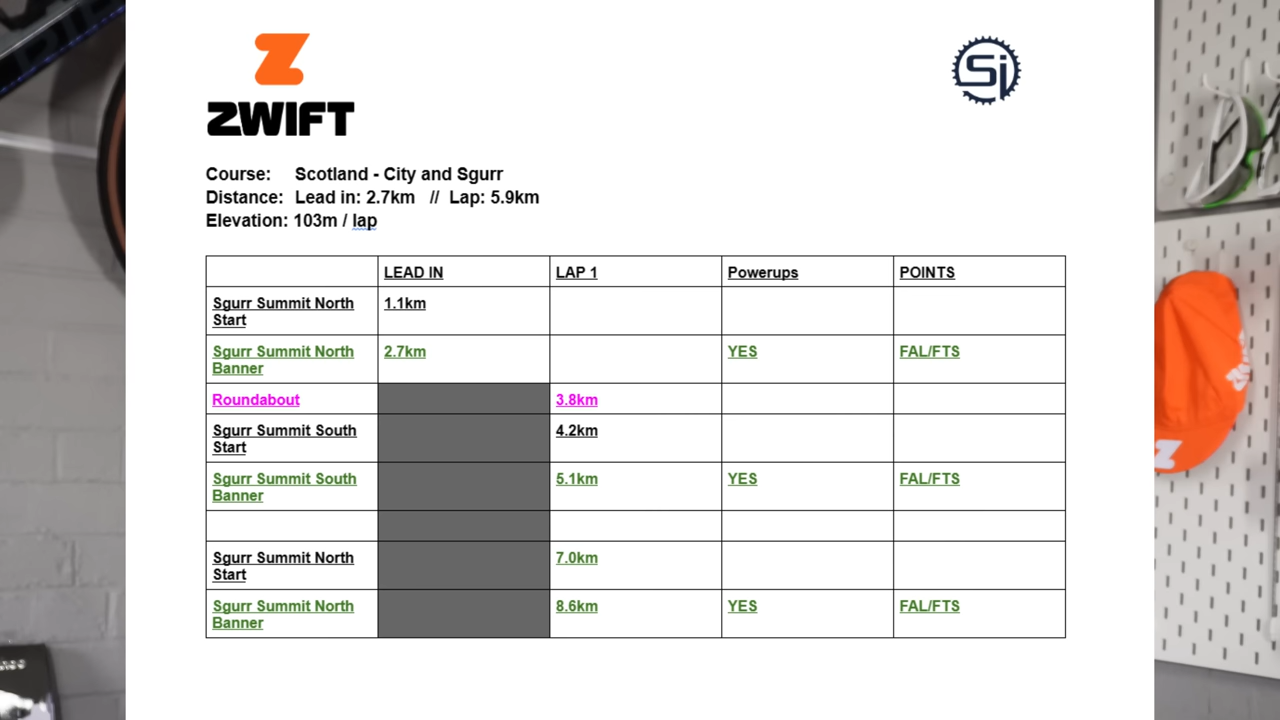 ZWIFT
Si
Course: Scotland - City and Sgurr
Distance: Lead in: 2.7km // Lap: 5.9km
Elevation: 103m / lap
LEAD IN LAP 1 Powerups POINTS
Sgurr Summit North
Start
1.1km
Sgurr Summit North
Banner
2.7km YES FAL/FTS
Roundabout 3.8km
Sgurr Summit South
Start
4.2km
Sgurr Summit South
Banner
5.1km YES FAL/FTS
Sgurr Summit North
Start
7.0km
Sgurr Summit North
Banner
8.6km YES FAL/FTS